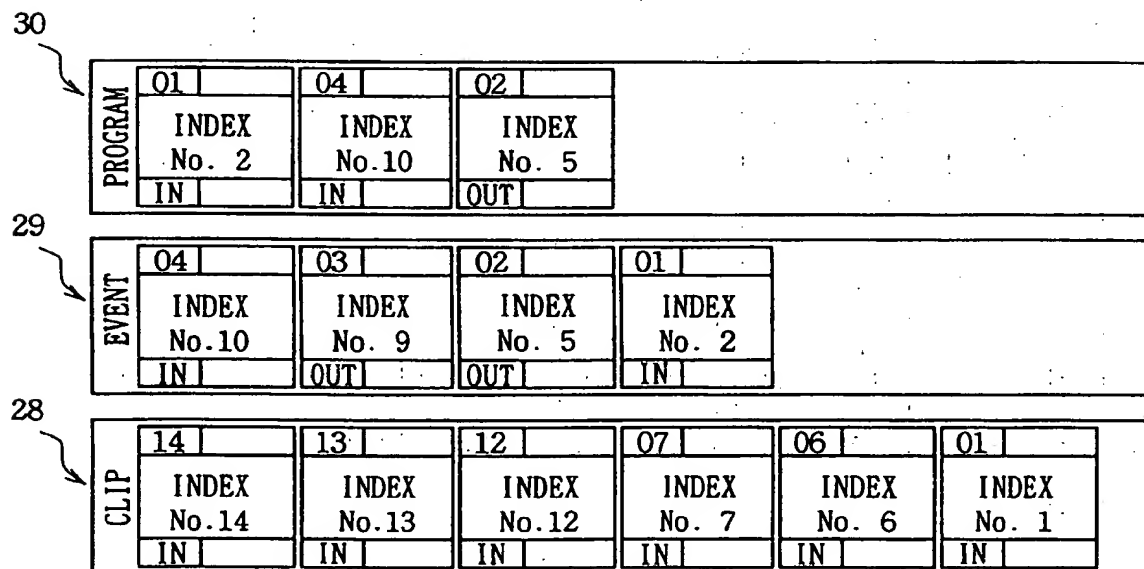 30
PROGRAM
01 04 02
INDEX INDEX INDEX
No. 2 No.10 No. 5
IN IN OUT
29
EVENT
04 03 02 01
INDEX INDEX INDEX INDEX
No.10 No. 9 No. 5 No. 2
IN OUT OUT IN
28
CLIP
14 13 12 07 06 01
INDEX INDEX INDEX INDEX INDEX INDEX
No.14 No.13 No.12 No. 7 No. 6 No. 1
IN IN IN IN IN IN